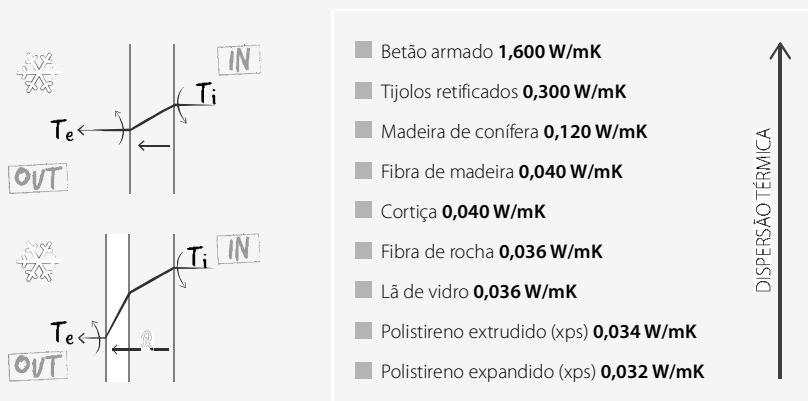 IN
Ti
Te
OUT
IN
Ti
Te
OUT
Betão armado 1,600 W/mK
Tijolos retificados 0,300 W/mK
Madeira de conífera 0,120 W/mK
Fibra de madeira 0,040 W/mK
Cortiça 0,040 W/mK
Fibra de rocha 0,036 W/mK
Lã de vidro 0,036 W/mK
Polistireno extrudido (xps) 0,034 W/mK
Polistireno expandido (xps) 0,032 W/mK
DISPERSÃO TÉRMICA